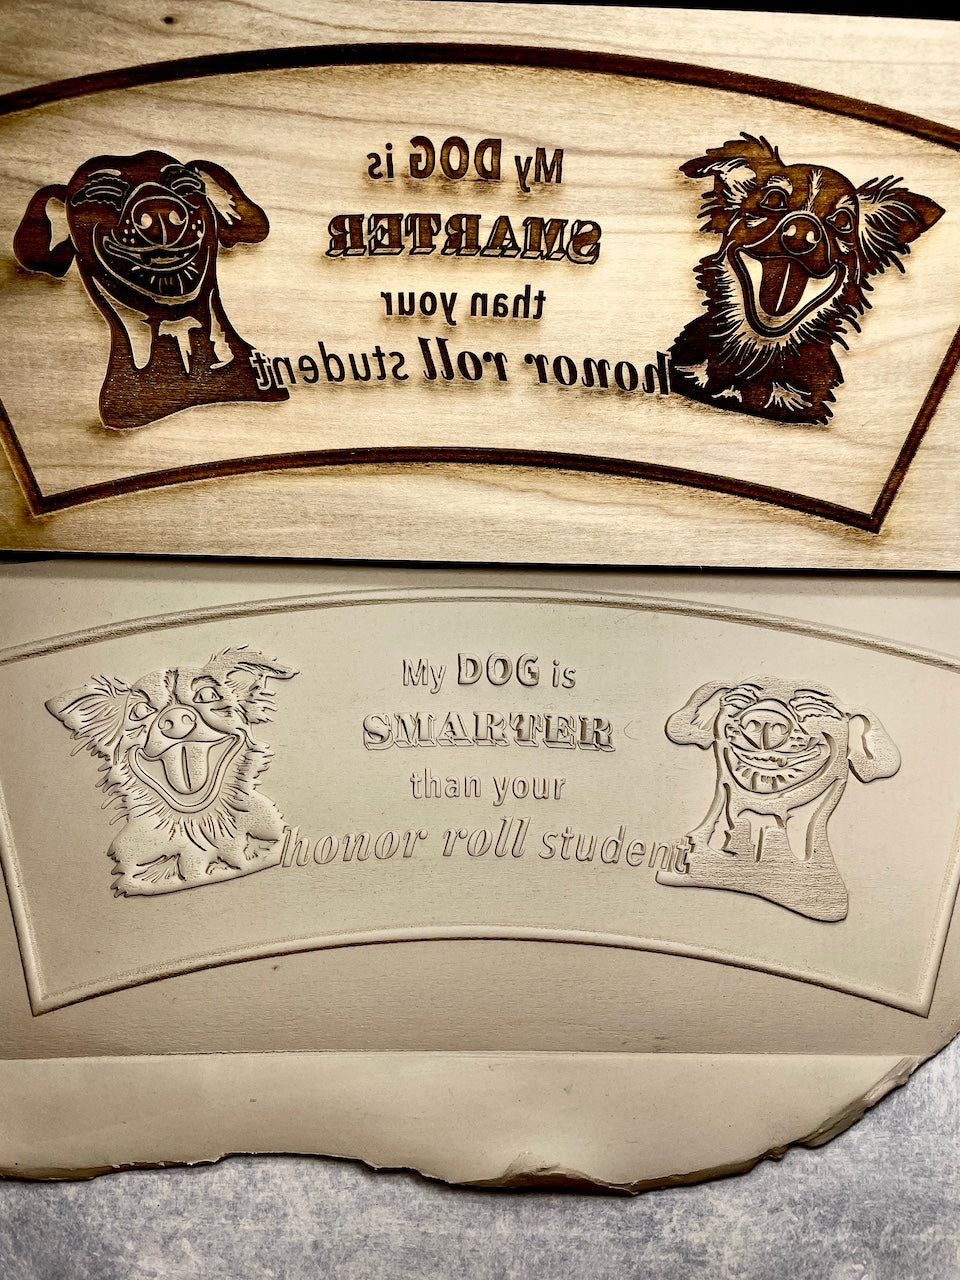 My DOG is
SMARTER
than your
honor roll student
My DOG is
SMARTER
than your
honor roll student